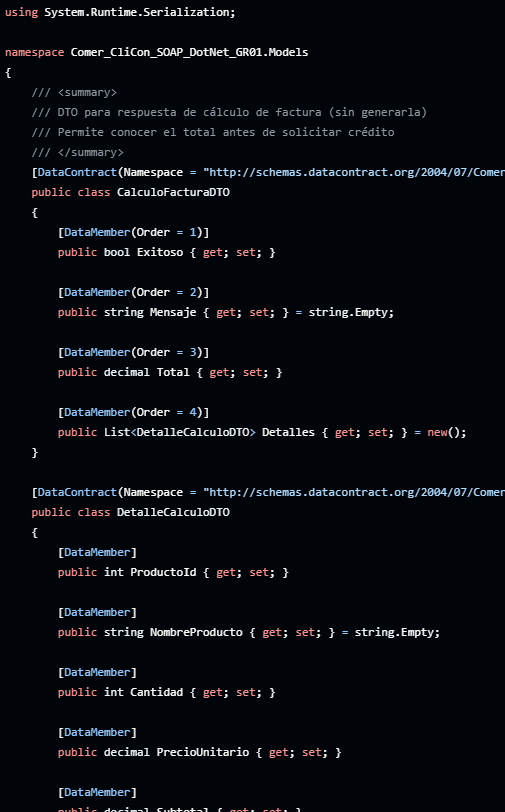 using System.Runtime.Serialization;
namespace Comer_CliCon_SOAP_DotNet_GR01.Models
{
/// <summary>
/// DTO para respuesta de cálculo de factura (sin generarla)
/// Permite conocer el total antes de solicitar crédito
/// </summary>
[DataContract(Namespace = "http://schemas.datacontract.org/2004/07/Comer
public class CalculoFacturaDTO
{
[DataMember(Order = 1)]
public bool Exitoso { get; set; }
[DataMember(Order = 2)]
public string Mensaje { get; set; } = string.Empty;
[DataMember(Order = 3)]
public decimal Total { get; set; }
[DataMember(Order = 4)]
public List<DetalleCalculoDTO> Detalles { get; set; } = new();
}
[DataContract(Namespace = "http://schemas.datacontract.org/2004/07/Comer
public class DetalleCalculoDTO
{
[DataMember]
public int ProductoId { get; set; }
[DataMember]
public string NombreProducto { get; set; } = string.Empty;
[DataMember]
public int Cantidad { get; set; }
[DataMember]
public decimal PrecioUnitario { get; set; }
[DataMember]
public decimal Subtotal { get; set; }